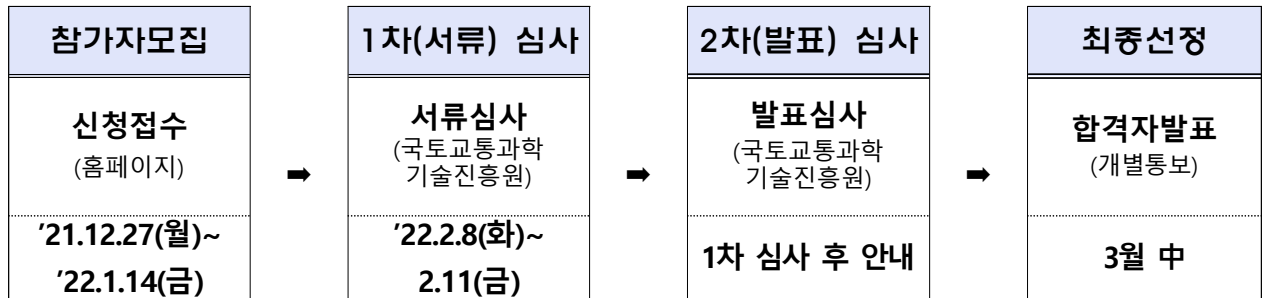 참가자모집
신청접수
(홈페이지)
’21.12.27(월)~
’22.1.14(금)
➡
1차(서류) 심사
서류심사
(국토교통과학
기술진흥원)
’22.2.8(화)~
2.11(금)
➡
2차(발표) 심사
발표심사
(국토교통과학
기술진흥원)
1차 심사 후 안내
➡
최종선정
합격자발표
(개별통보)
3월 中